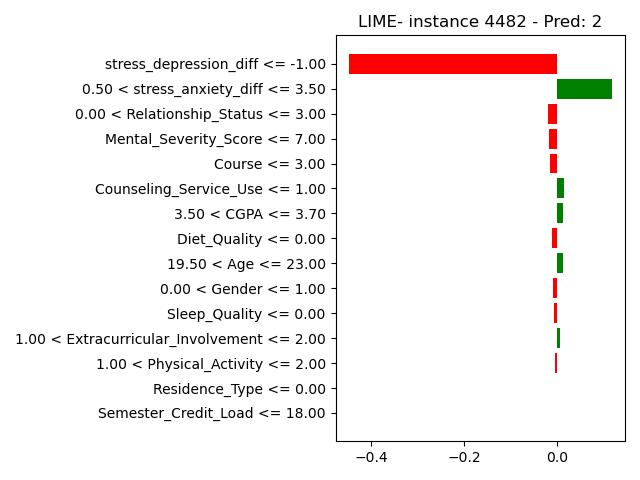 LIME- instance 4482 - Pred: 2
stress_depression_diff <= -1.00
0.50 < stress_anxiety_diff <= 3.50
0.00 < Relationship_Status <= 3.00
Mental_Severity_Score <= 7.00
Course <= 3.00
Counseling_Service_Use <= 1.00
3.50 < CGPA <= 3.70
Diet_Quality <= 0.00
19.50 < Age <= 23.00
0.00 < Gender <= 1.00
Sleep_Quality <= 0.00
1.00 < Extracurricular_Involvement <= 2.00
1.00 < Physical_Activity <= 2.00
Residence_Type <= 0.00
Semester_Credit_Load <= 18.00
−0.4 −0.2 0.0